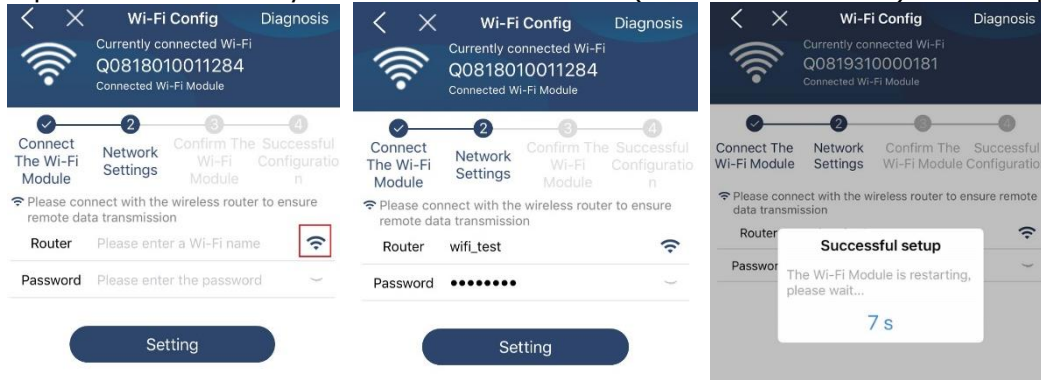 Wi-Fi Config Diagnosis
Currently connected Wi-Fi
Q0818010011284
Connected Wi-Fi Module
2 3 4
Connect The Wi-Fi Module
Network Settings
Confirm The Wi-Fi Module
Successful Configuratio n
Please connect with the wireless router to ensure
remote data transmission
Router Please enter a Wi-Fi name
Password Please enter the password
Setting
Wi-Fi Config Diagnosis
Currently connected Wi-Fi
Q0818010011284
Connected Wi-Fi Module
2 3 4
Connect The Wi-Fi Module
Network Settings
Confirm The Wi-Fi Module
Successful Configuratio n
Please connect with the wireless router to ensure
remote data transmission
Router wifi_test
Password ••••••••
Setting
Wi-Fi Config Diagnosis
Currently connected Wi-Fi
Q0819310000181
Connected Wi-Fi Module
2 3 4
Connect The Wi-Fi Module
Network Settings
Confirm The Wi-Fi Module
Successful Configuratio
Please connect with the wireless router to ensure remote
data transmission
Router
Passwor
Successful setup
The Wi-Fi Module is restarting,
please wait...
7 s